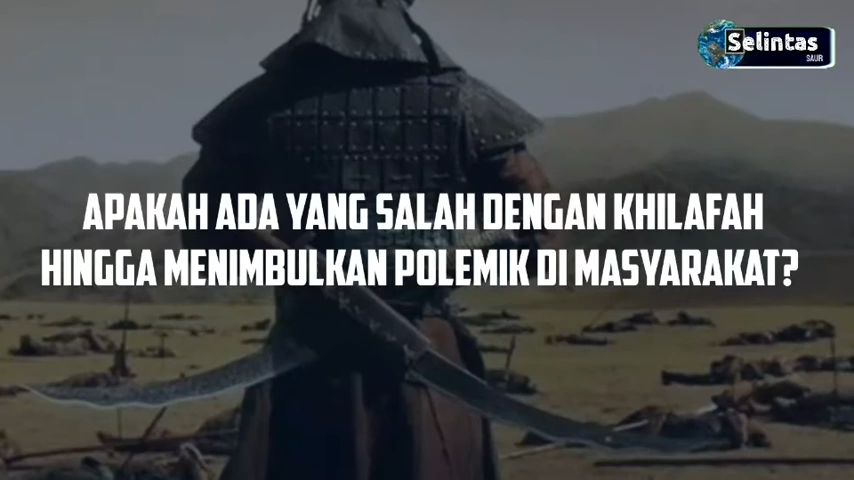 Selintas
SAUR
APAKAH ADA YANG SALAH DENGAN KHILAFAH
HINGGA MENIMBULKAN POLEMIK DI MASYARAKAT?